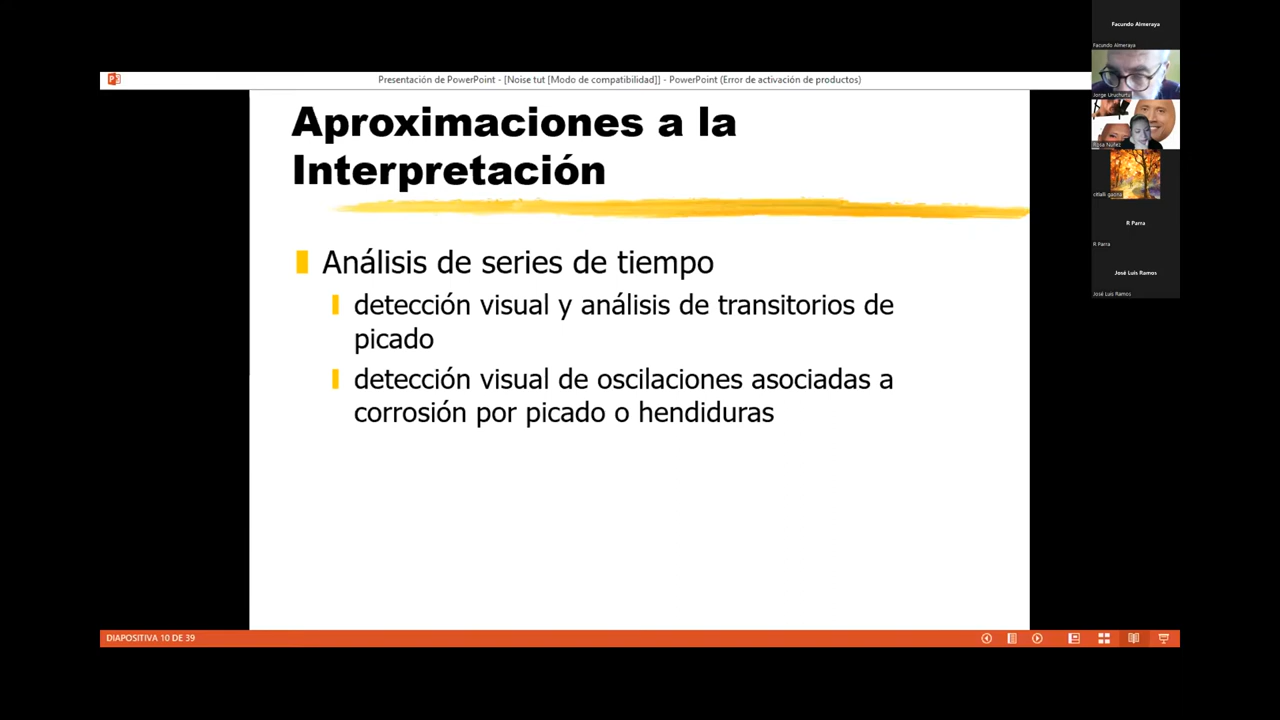 Presentación de PowerPoint - [Noise tut [Modo de compatibilidad]] - PowerPoint (Error de activación de productos)
Aproximaciones a la
Interpretación
Análisis de series de tiempo
detección visual y análisis de transitorios de
picado
detección visual de oscilaciones asociadas a
corrosión por picado o hendiduras
DIAPOSITIVA 10 DE 39
Facundo Almeraya
Facundo Almeraya
Jorge Uruchurtu
Rosa Núñez
citlalli gaona
R Parra
R Parra
José Luis Ramos
José Luis Ramos